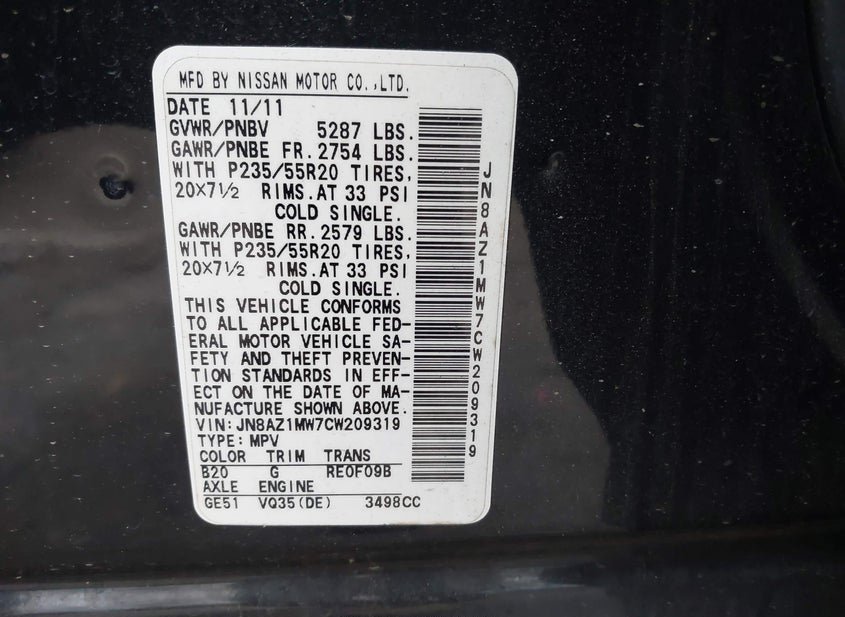 MFD BY NISSAN MOTOR CO.,LTD.
DATE 11/11
GVWR/PNBV 5287 LBS.
GAWR/PNBE FR.2754 LBS.
WITH P235/55R20 TIRES,
20X7½ RIMS.AT 33 PSI
COLD SINGLE.
GAWR/PNBE RR.2579 LBS.
WITH P235/55R20 TIRES,
20X7½ RIMS.AT 33 PSI
COLD SINGLE.
THIS VEHICLE CONFORMS
TO ALL APPLICABLE FED-
ERAL MOTOR VEHICLE SA-
FETY AND THEFT PREVEN-
TION STANDARDS IN EFF-
ECT ON THE DATE OF MA-
NUFACTURE SHOWN ABOVE.
VIN:JN8AZ1MW7CW209319
TYPE:MPV
COLOR TRIM TRANS
B20 G RE0F09B
AXLE ENGINE
GE51 VQ35(DE) 3498CC
JN8AZ1MW7CW209319